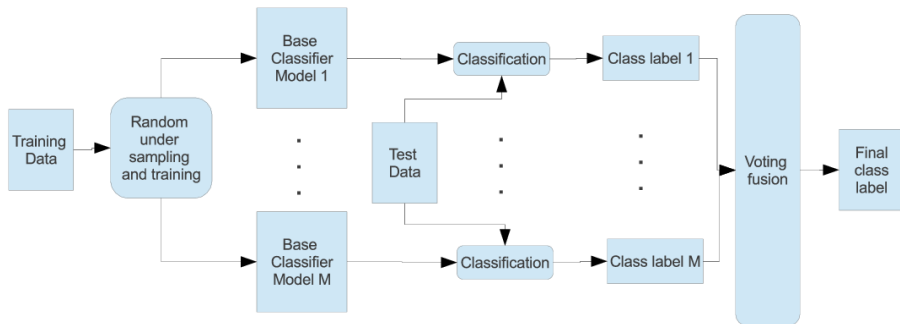 Training
Data
Random
under
sampling
and training
Base
Classifier
Model 1
Base
Classifier
Model M
Test
Data
Classification
Classification
Class label 1
Class label M
Voting
fusion
Final
class
label